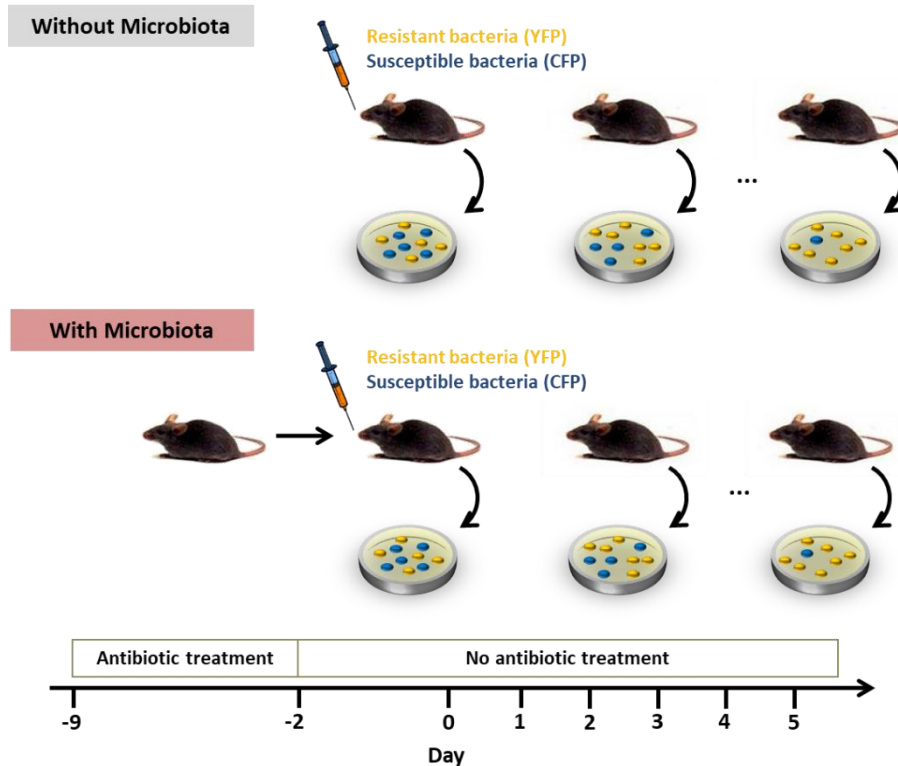 Without Microbiota
Resistant bacteria (YFP)
Susceptible bacteria (CFP)
...
With Microbiota
Resistant bacteria (YFP)
Susceptible bacteria (CFP)
...
Antibiotic treatment
No antibiotic treatment
-9
-2
0
1
2
3
4
5
Day